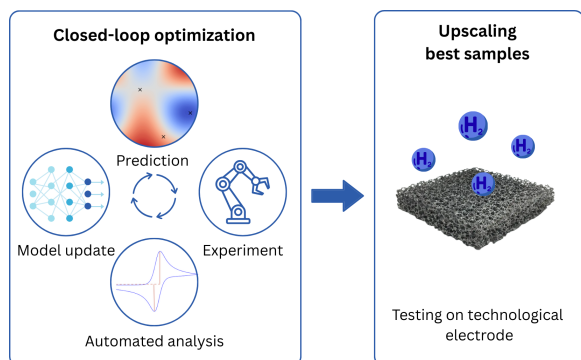 Closed-loop optimization
Prediction
Model update
Experiment
Automated analysis
Upscaling
best samples
H2
H2
H2
H2
Testing on technological
electrode